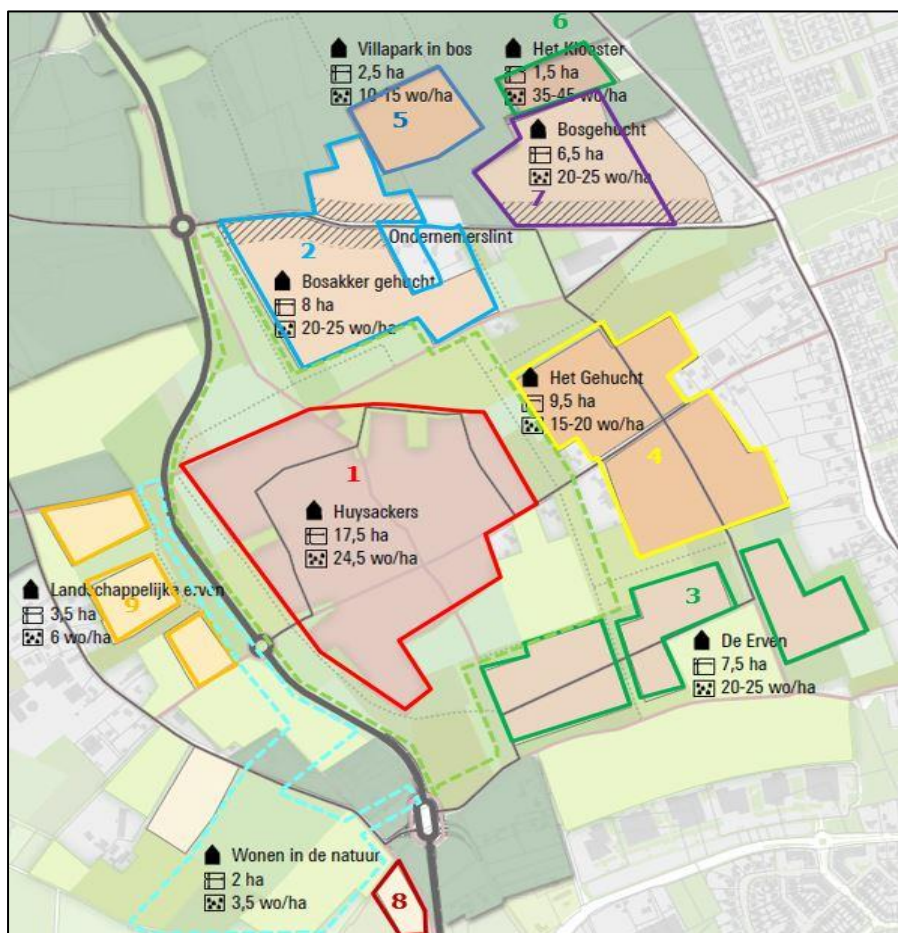 6
Villapark in bos
2,5 ha
10-15 wo/ha
5
Het Klooster
1,5 ha
35-45 wo/ha
Bosgehucht
6,5 ha
20-25 wo/ha
7
Ondernemerslint
2
Bosakker gehucht
8 ha
20-25 wo/ha
Het Gehucht
9,5 ha
15-20 wo/ha
4
1
Huysackers
17,5 ha
24,5 wo/ha
Landschappelijke erven
3,5 ha
6 wo/ha
9
3
De Erven
7,5 ha
20-25 wo/ha
Wonen in de natuur
2 ha
3,5 wo/ha
8